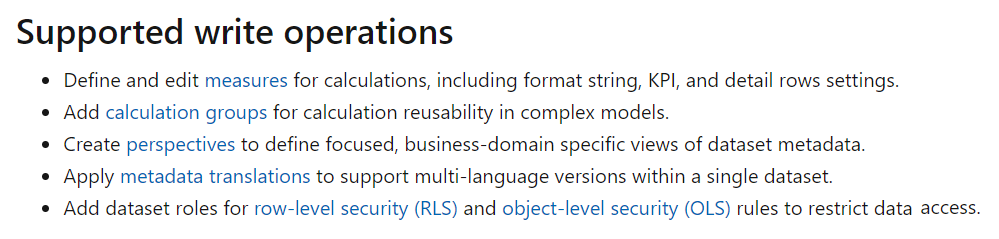 Supported write operations
• Define and edit measures for calculations, including format string, KPI, and detail rows settings.
• Add calculation groups for calculation reusability in complex models.
• Create perspectives to define focused, business-domain specific views of dataset metadata.
• Apply metadata translations to support multi-language versions within a single dataset.
• Add dataset roles for row-level security (RLS) and object-level security (OLS) rules to restrict data access.